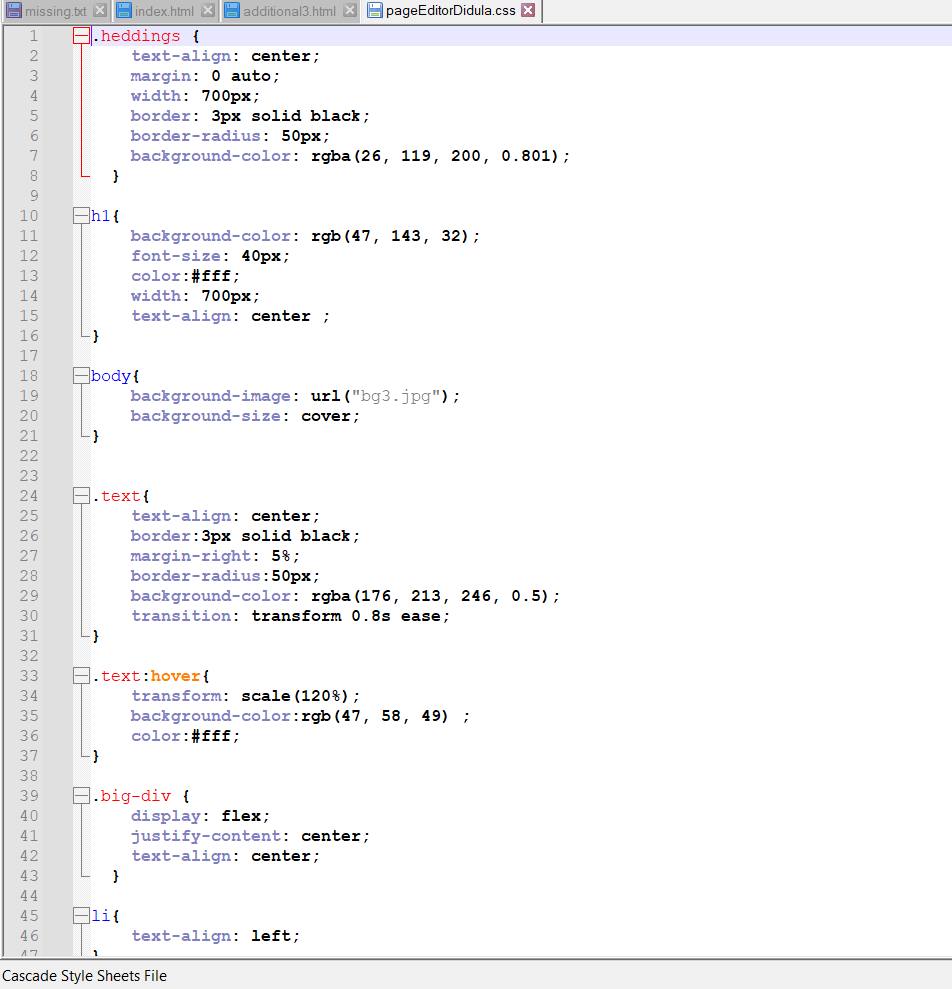 missing.txt index.html additional3.html pageEditorDidula.css
1 .heddings {
2 text-align: center;
3 margin: 0 auto;
4 width: 700px;
5 border: 3px solid black;
6 border-radius: 50px;
7 background-color: rgba(26, 119, 200, 0.801);
8 }
9
10 h1{
11 background-color: rgb(47, 143, 32);
12 font-size: 40px;
13 color:#fff;
14 width: 700px;
15 text-align: center ;
16 }
17
18 body{
19 background-image: url("bg3.jpg");
20 background-size: cover;
21 }
22
23
24 .text{
25 text-align: center;
26 border:3px solid black;
27 margin-right: 5%;
28 border-radius:50px;
29 background-color: rgba(176, 213, 246, 0.5);
30 transition: transform 0.8s ease;
31 }
32
33 .text:hover{
34 transform: scale(120%);
35 background-color:rgb(47, 58, 49) ;
36 color:#fff;
37 }
38
39 .big-div {
40 display: flex;
41 justify-content: center;
42 text-align: center;
43 }
44
45 li{
46 text-align: left;
47 }
Cascade Style Sheets File